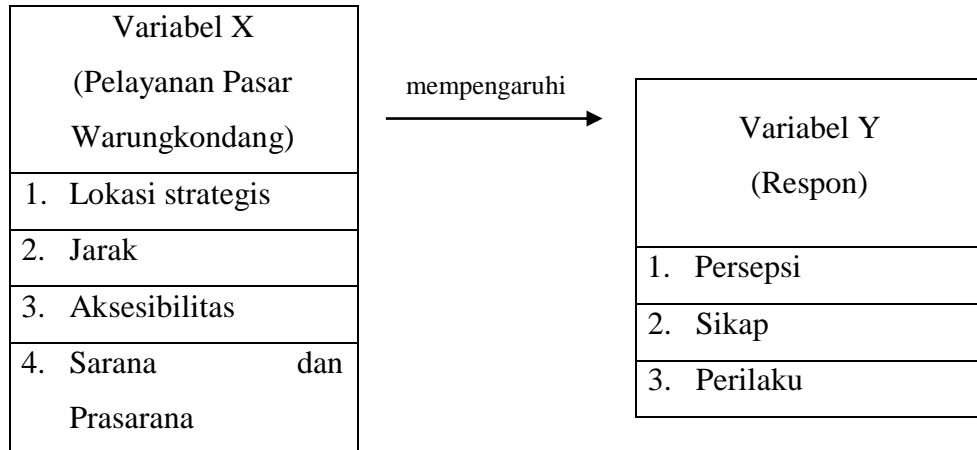 Variabel X
(Pelayanan Pasar
Warungkondang)
1. Lokasi strategis
2. Jarak
3. Aksesibilitas
4. Sarana dan
Prasarana
mempengaruhi
Variabel Y
(Respon)
1. Persepsi
2. Sikap
3. Perilaku